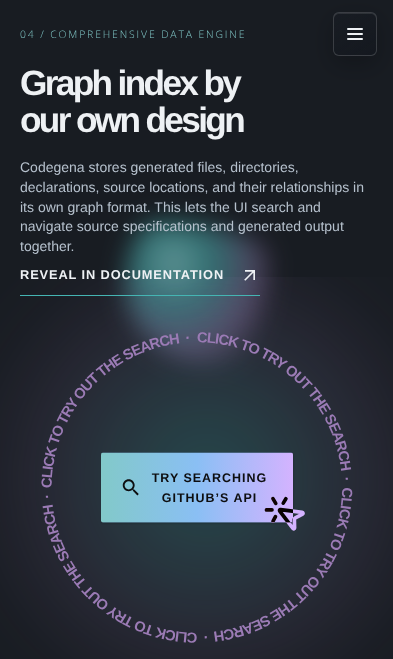 04 / COMPREHENSIVE DATA ENGINE
Graph index by
our own design
Codegena stores generated files, directories,
declarations, source locations, and their relationships in
its own graph format. This lets the UI search and
navigate source specifications and generated output
together.
REVEAL IN DOCUMENTATION
CLICK TO TRY OUT THE SEARCH · CLICK TO TRY OUT THE SEARCH · CLICK TO TRY OUT THE SEARCH · CLICK TO TRY OUT THE SEARCH ·
TRY SEARCHING
GITHUB’S API